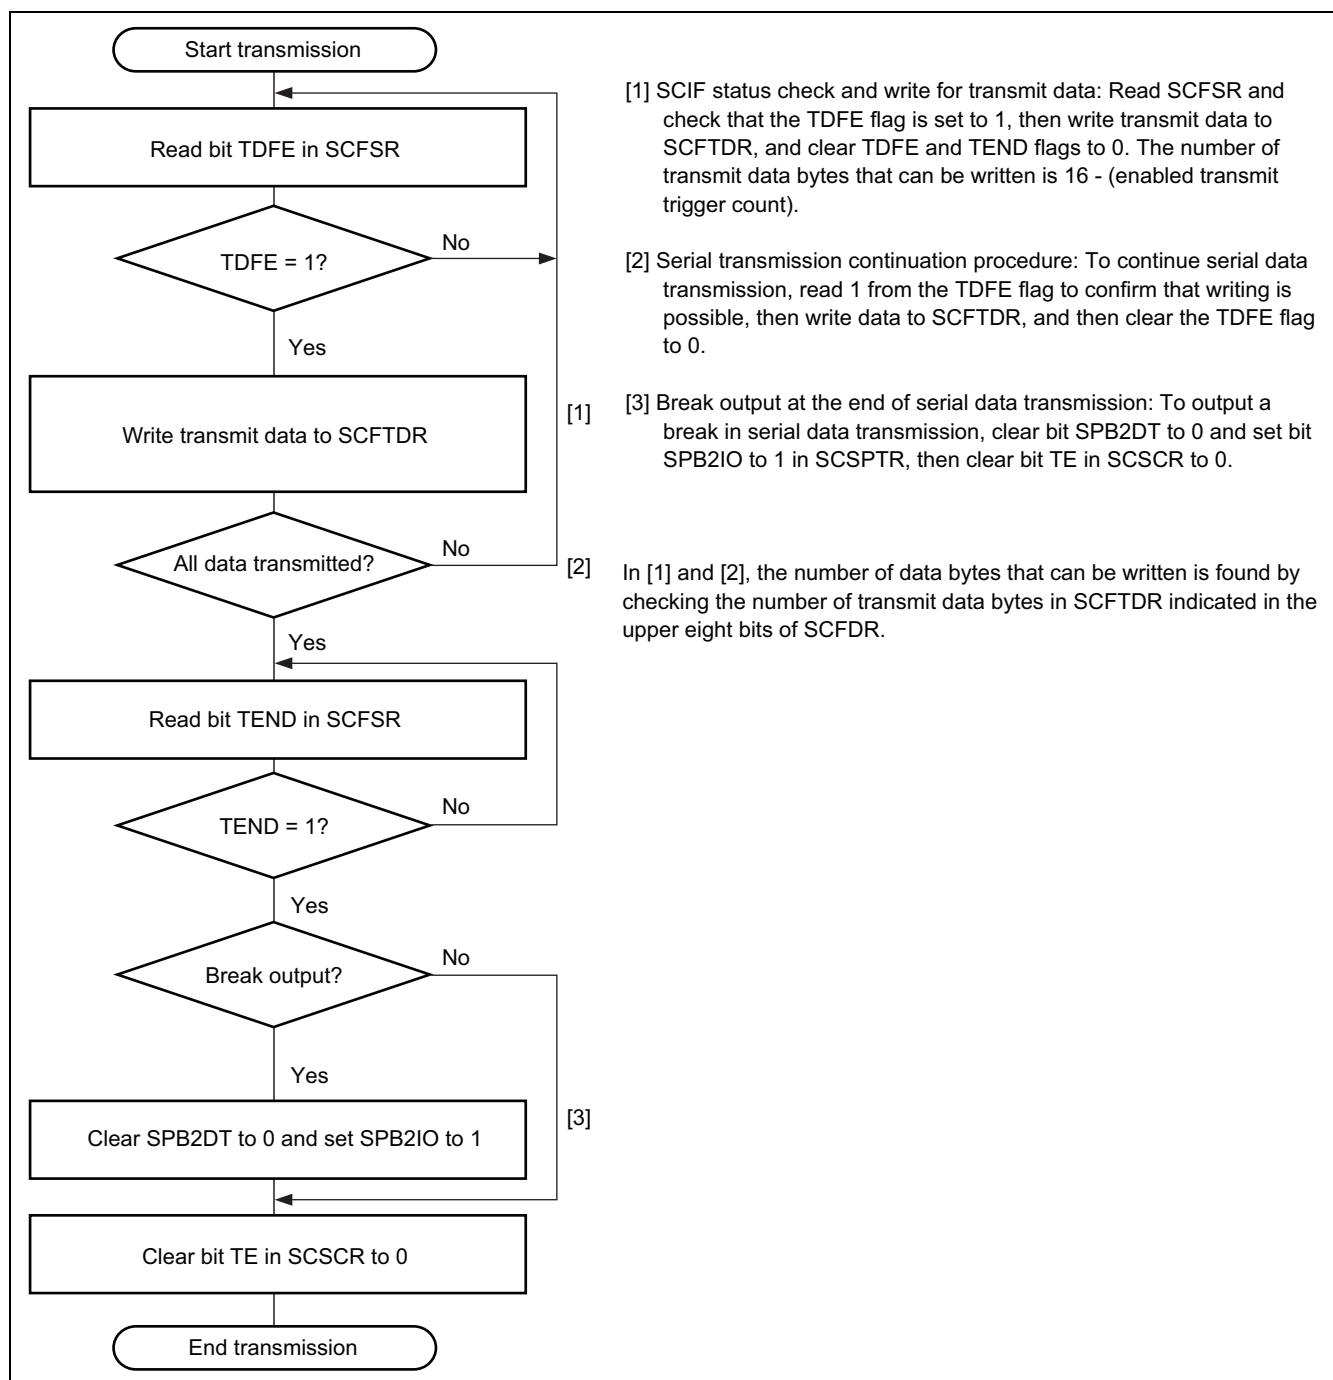 Start transmission
Read bit TDFE in SCFSR
TDFE = 1?
No
Yes
Write transmit data to SCFTDR
[1]
All data transmitted?
No
[2]
Yes
Read bit TEND in SCFSR
TEND = 1?
No
Yes
Break output?
No
Yes
Clear SPB2DT to 0 and set SPB2IO to 1
[3]
Clear bit TE in SCSCR to 0
End transmission
[1] SCIF status check and write for transmit data: Read SCFSR and
check that the TDFE flag is set to 1, then write transmit data to
SCFTDR, and clear TDFE and TEND flags to 0. The number of
transmit data bytes that can be written is 16 - (enabled transmit
trigger count).
[2] Serial transmission continuation procedure: To continue serial data
transmission, read 1 from the TDFE flag to confirm that writing is
possible, then write data to SCFTDR, and then clear the TDFE flag
to 0.
[3] Break output at the end of serial data transmission: To output a
break in serial data transmission, clear bit SPB2DT to 0 and set bit
SPB2IO to 1 in SCSPTR, then clear bit TE in SCSCR to 0.
In [1] and [2], the number of data bytes that can be written is found by
checking the number of transmit data bytes in SCFTDR indicated in the
upper eight bits of SCFDR.